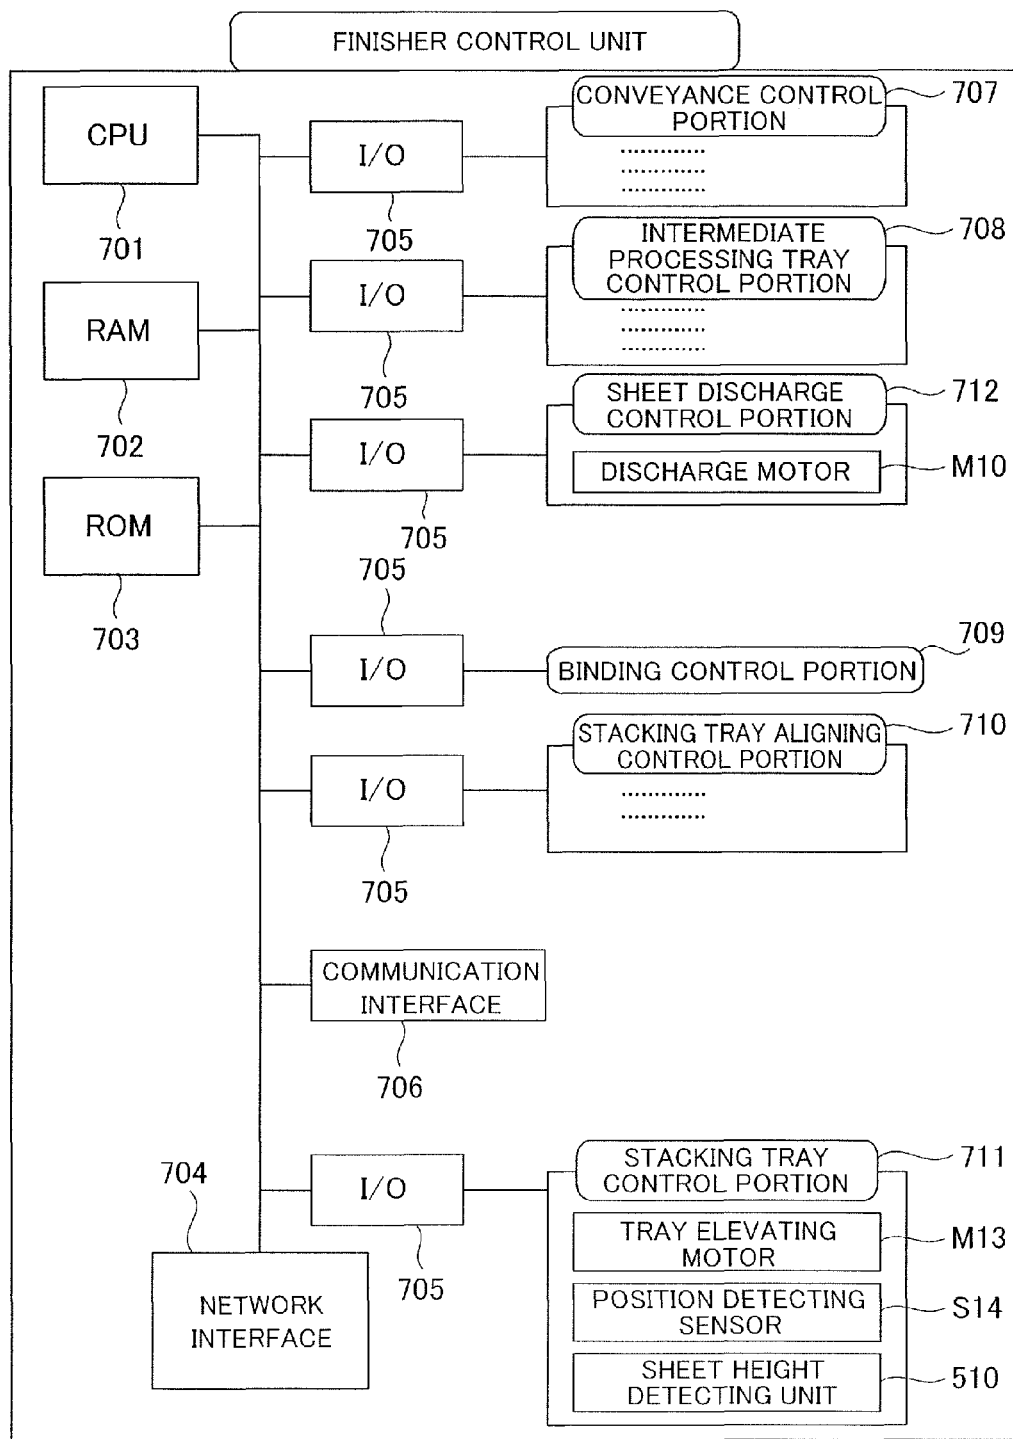 FINISHER CONTROL UNIT
CPU
701
RAM
702
ROM
703
I/O
705
CONVEYANCE CONTROL
PORTION
707
.............
.............
.............
I/O
705
INTERMEDIATE
PROCESSING TRAY
CONTROL PORTION
708
.............
.............
.............
I/O
705
SHEET DISCHARGE
CONTROL PORTION
712
DISCHARGE MOTOR
M10
705
I/O
BINDING CONTROL PORTION
709
I/O
705
STACKING TRAY ALIGNING
CONTROL PORTION
710
.............
.............
COMMUNICATION
INTERFACE
706
704
NETWORK
INTERFACE
I/O
705
STACKING TRAY
CONTROL PORTION
711
TRAY ELEVATING
MOTOR
M13
POSITION DETECTING
SENSOR
S14
SHEET HEIGHT
DETECTING UNIT
510